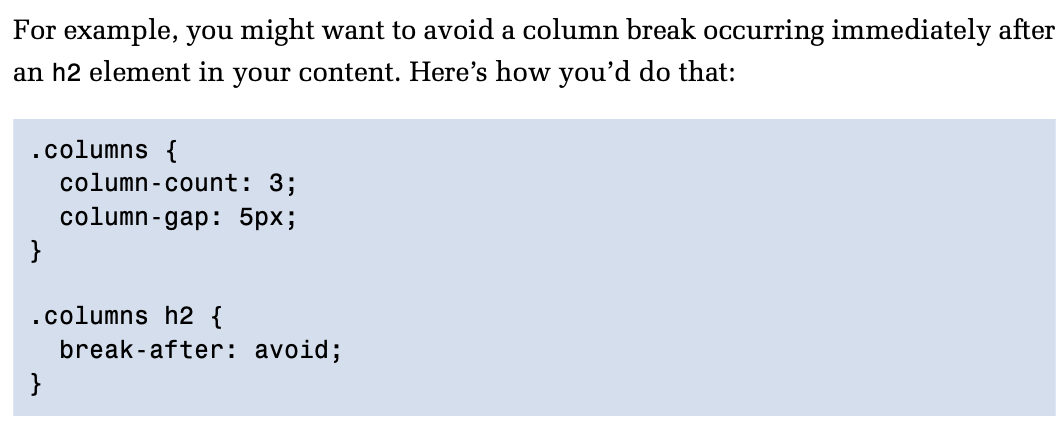 For example, you might want to avoid a column break occurring immediately after
an h2 element in your content. Here’s how you’d do that:
.columns {
  column-count: 3;
  column-gap: 5px;
}
.columns h2 {
  break-after: avoid;
}